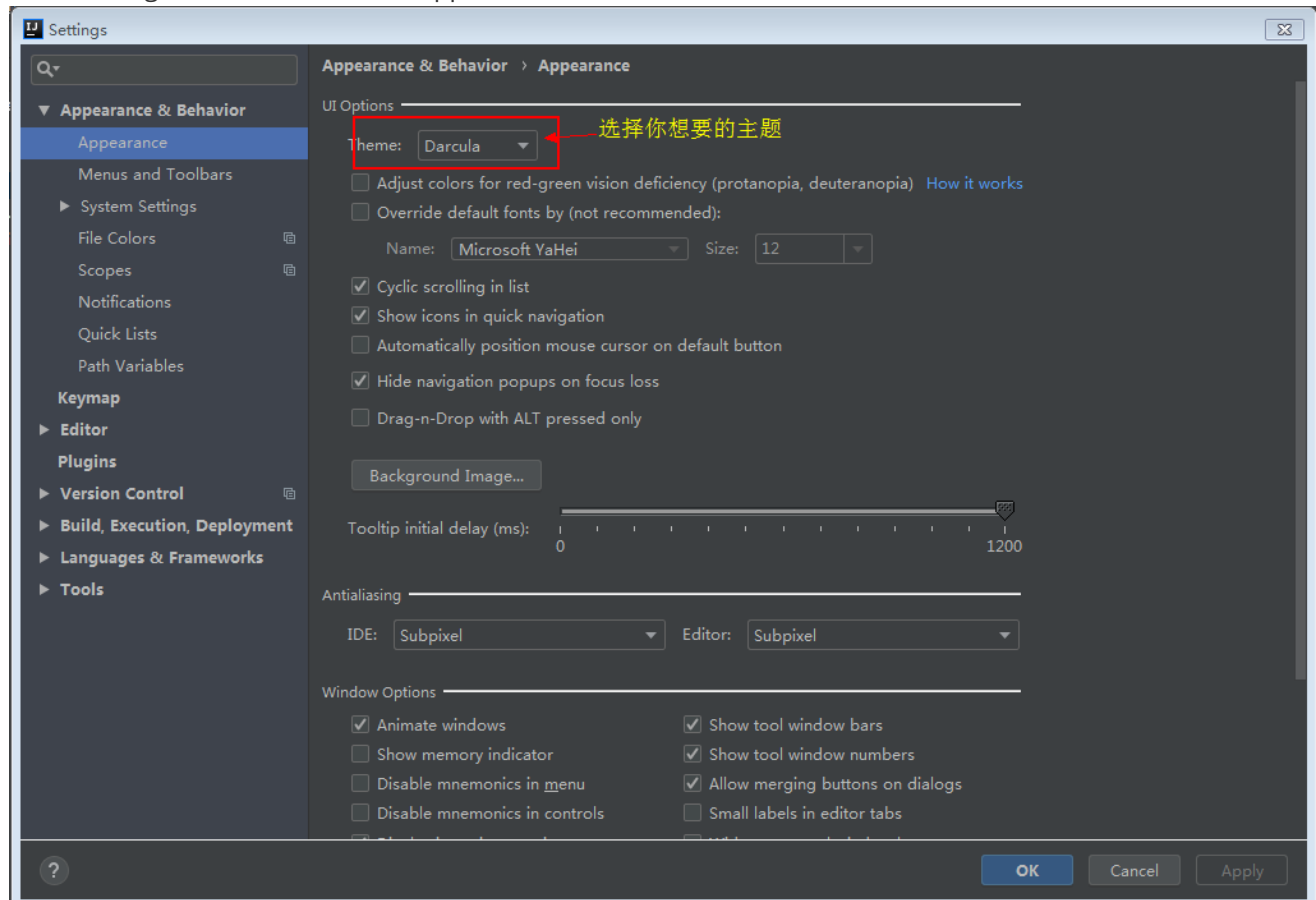 Settings
Appearance & Behavior
Appearance
Menus and Toolbars
System Settings
File Colors
Scopes
Notifications
Quick Lists
Path Variables
Keymap
Editor
Plugins
Version Control
Build, Execution, Deployment
Languages & Frameworks
Tools
Appearance & Behavior › Appearance
UI Options
选择你想要的主题
Theme: Darcula
Adjust colors for red-green vision deficiency (protanopia, deuteranopia) How it works
Override default fonts by (not recommended):
Name: Microsoft YaHei Size: 12
Cyclic scrolling in list
Show icons in quick navigation
Automatically position mouse cursor on default button
Hide navigation popups on focus loss
Drag-n-Drop with ALT pressed only
Background Image...
Tooltip initial delay (ms):
0 1200
Antialiasing
IDE: Subpixel Editor: Subpixel
Window Options
Animate windows Show tool window bars
Show memory indicator Show tool window numbers
Disable mnemonics in menu Allow merging buttons on dialogs
Disable mnemonics in controls Small labels in editor tabs
? OK Cancel Apply